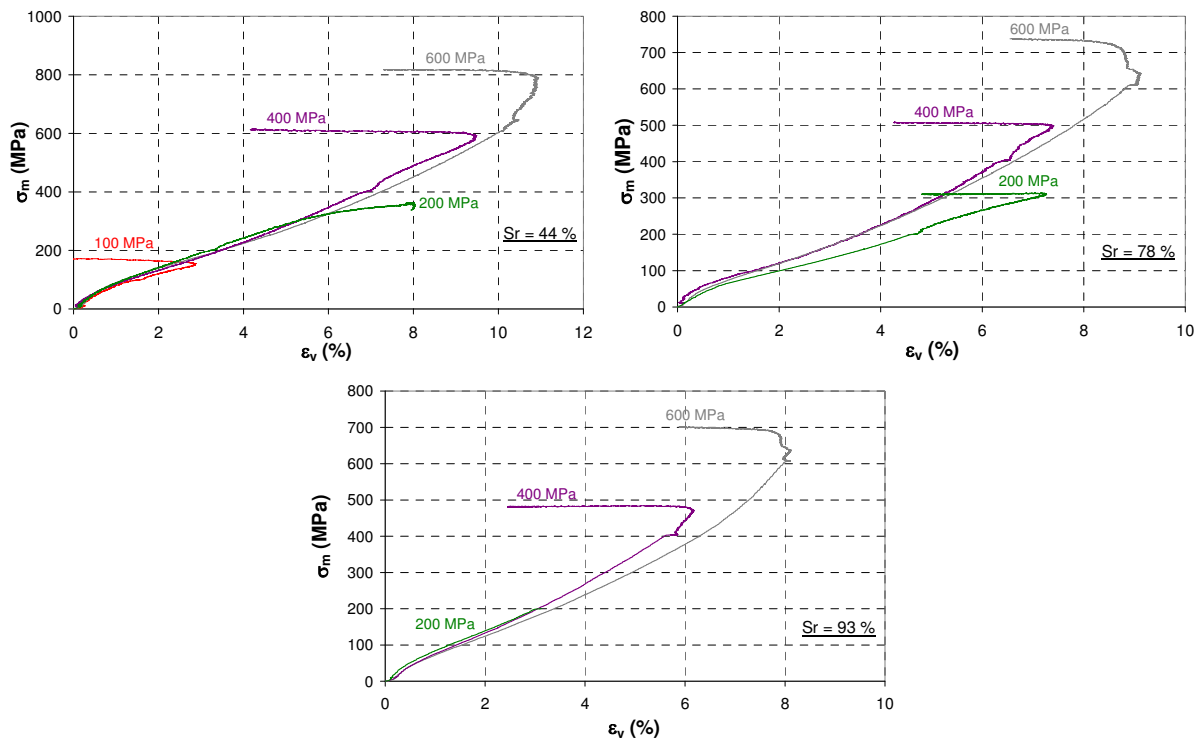 1000
800
600
400
200
0
σm (MPa)
0 2 4 6 8 10 12
εv (%)
600 MPa
400 MPa
200 MPa
100 MPa
Sr = 44 %
800
700
600
500
400
300
200
100
0
σm (MPa)
0 2 4 6 8 10
εv (%)
600 MPa
400 MPa
200 MPa
Sr = 78 %
800
700
600
500
400
300
200
100
0
σm (MPa)
0 2 4 6 8 10
εv (%)
600 MPa
400 MPa
200 MPa
Sr = 93 %